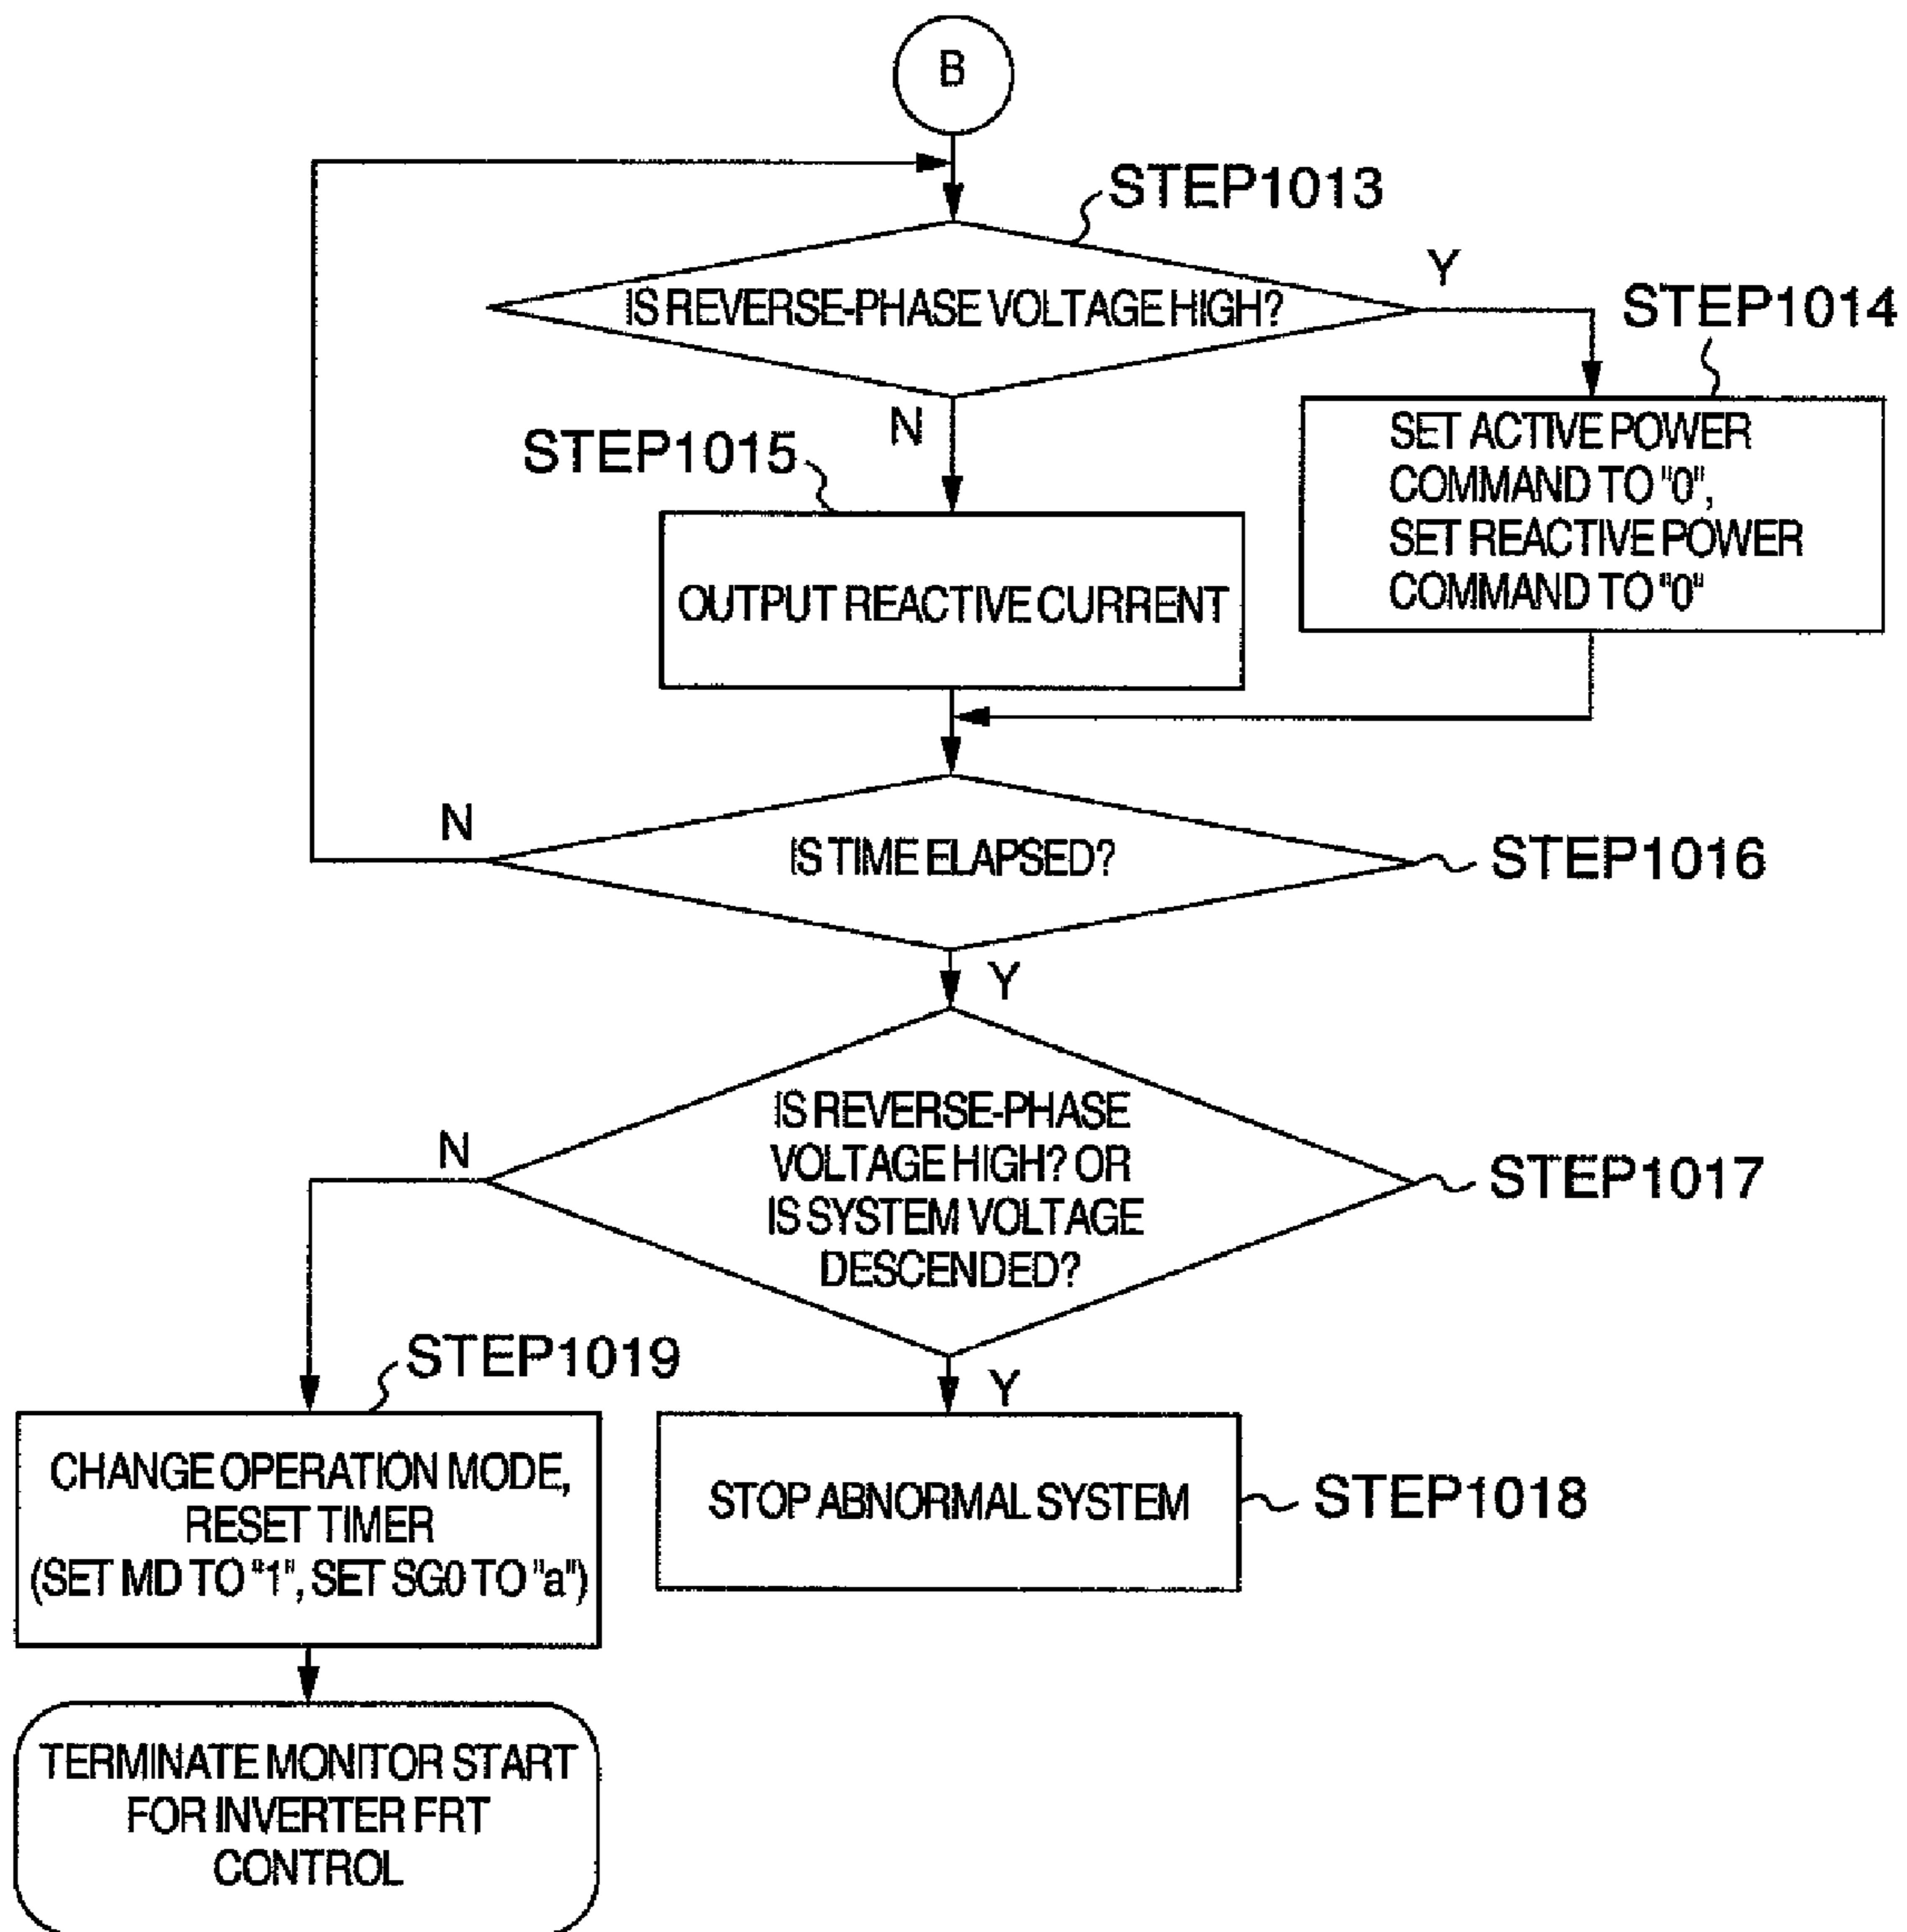 B
STEP1013
IS REVERSE-PHASE VOLTAGE HIGH?
Y
STEP1014
SET ACTIVE POWER
COMMAND TO "0",
SET REACTIVE POWER
COMMAND TO "0"
N
STEP1015
OUTPUT REACTIVE CURRENT
N
IS TIME ELAPSED?
STEP1016
Y
IS REVERSE-PHASE
VOLTAGE HIGH? OR
IS SYSTEM VOLTAGE
DESCENDED?
N
STEP1017
STEP1019
Y
CHANGE OPERATION MODE,
RESET TIMER
(SET MD TO "1", SET SG0 TO "a")
STOP ABNORMAL SYSTEM
STEP1018
TERMINATE MONITOR START
FOR INVERTER FRT
CONTROL